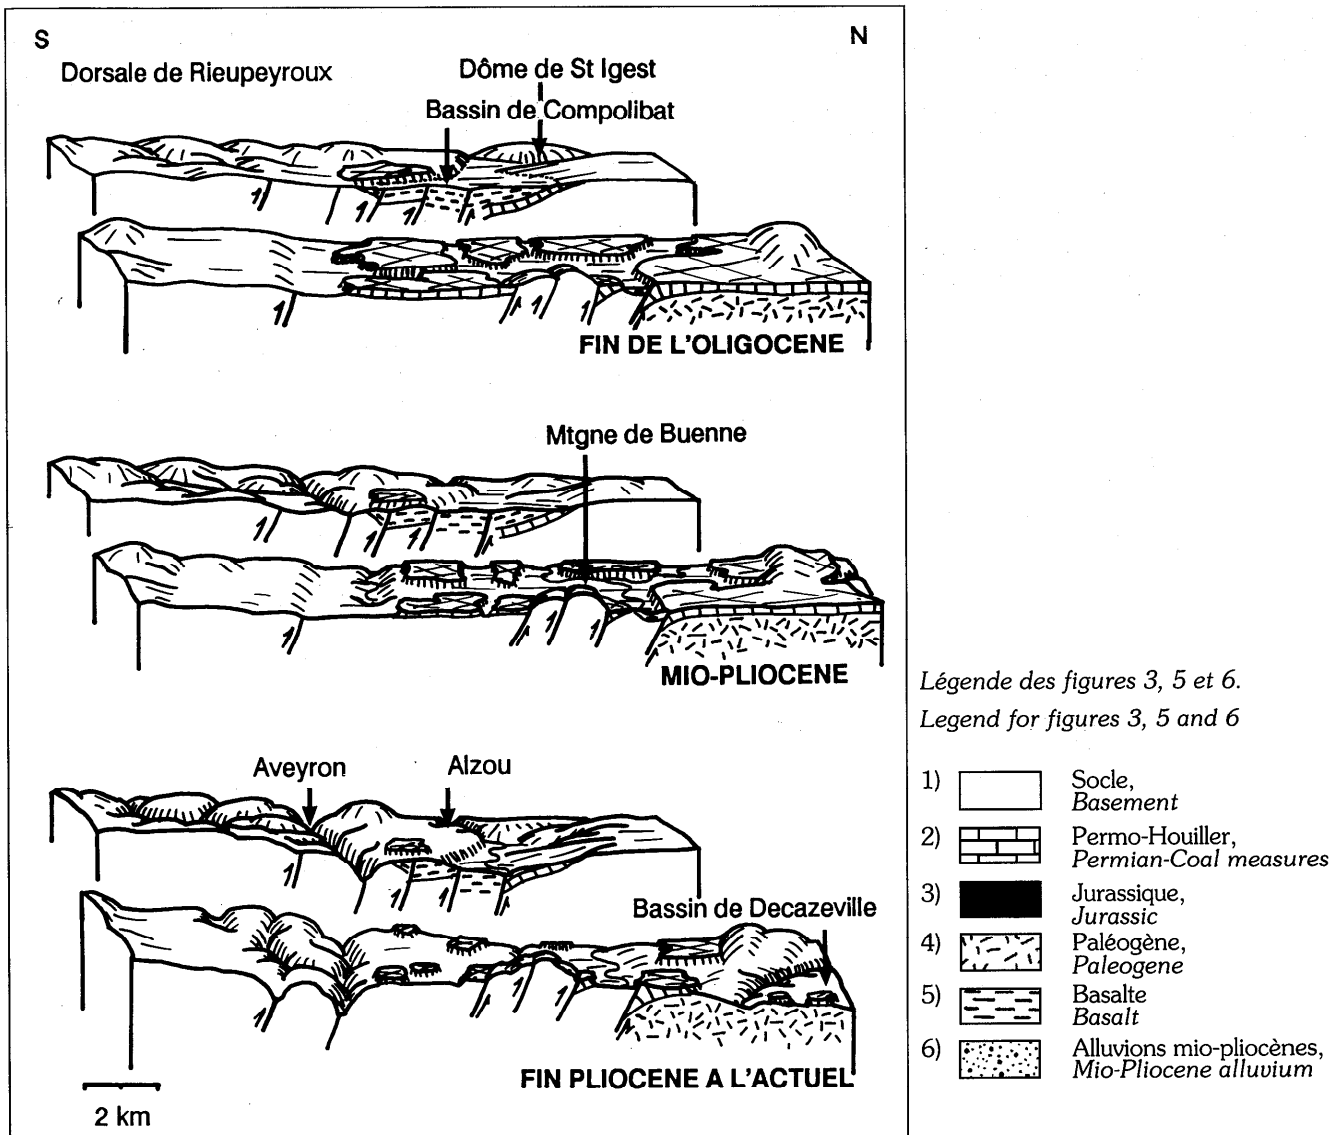 S
N
Dorsale de Rieupeyroux
Dôme de St Igest
Bassin de Compolibat
FIN DE L'OLIGOCENE
Mtgne de Buenne
MIO-PLIOCENE
Aveyron
Alzou
Bassin de Decazeville
FIN PLIOCENE A L'ACTUEL
2 km
Légende des figures 3, 5 et 6.
Legend for figures 3, 5 and 6
1) Socle,
Basement
2) Permo-Houiller,
Permian-Coal measures
3) Jurassique,
Jurassic
4) Paléogène,
Paleogene
5) Basalte
Basalt
6) Alluvions mio-pliocènes,
Mio-Pliocene alluvium